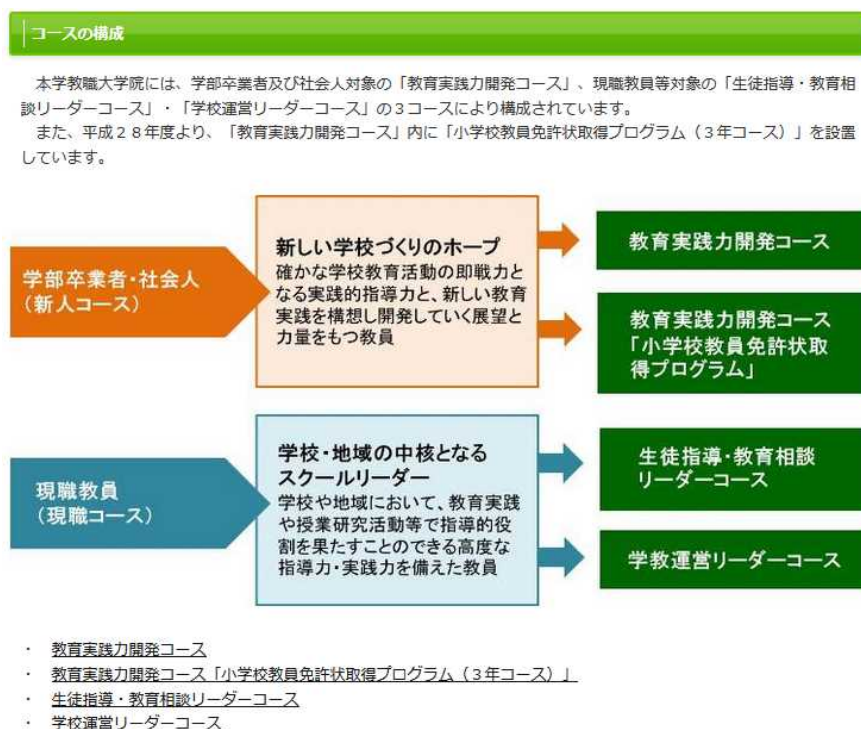 コースの構成
　本学教職大学院には、学部卒業者及び社会人対象の「教育実践力開発コース」、現職教員等対象の「生徒指導・教育相
談リーダーコース」・「学校運営リーダーコース」の３コースにより構成されています。
　また、平成２８年度より、「教育実践力開発コース」内に「小学校教員免許状取得プログラム（３年コース）」を設置
しています。
学部卒業者・社会人
（新人コース）
新しい学校づくりのホープ
確かな学校教育活動の即戦力と
なる実践的指導力と、新しい教育
実践を構想し開発していく展望と
力量をもつ教員
教育実践力開発コース
教育実践力開発コース
「小学校教員免許状取
得プログラム」
現職教員
（現職コース）
学校・地域の中核となる
スクールリーダー
学校や地域において、教育実践
や授業研究活動等で指導的役
割を果たすことのできる高度な
指導力・実践力を備えた教員
生徒指導・教育相談
リーダーコース
学教運営リーダーコース
・ 教育実践力開発コース
・ 教育実践力開発コース「小学校教員免許状取得プログラム（３年コース）」
・ 生徒指導・教育相談リーダーコース
・ 学校運営リーダーコース